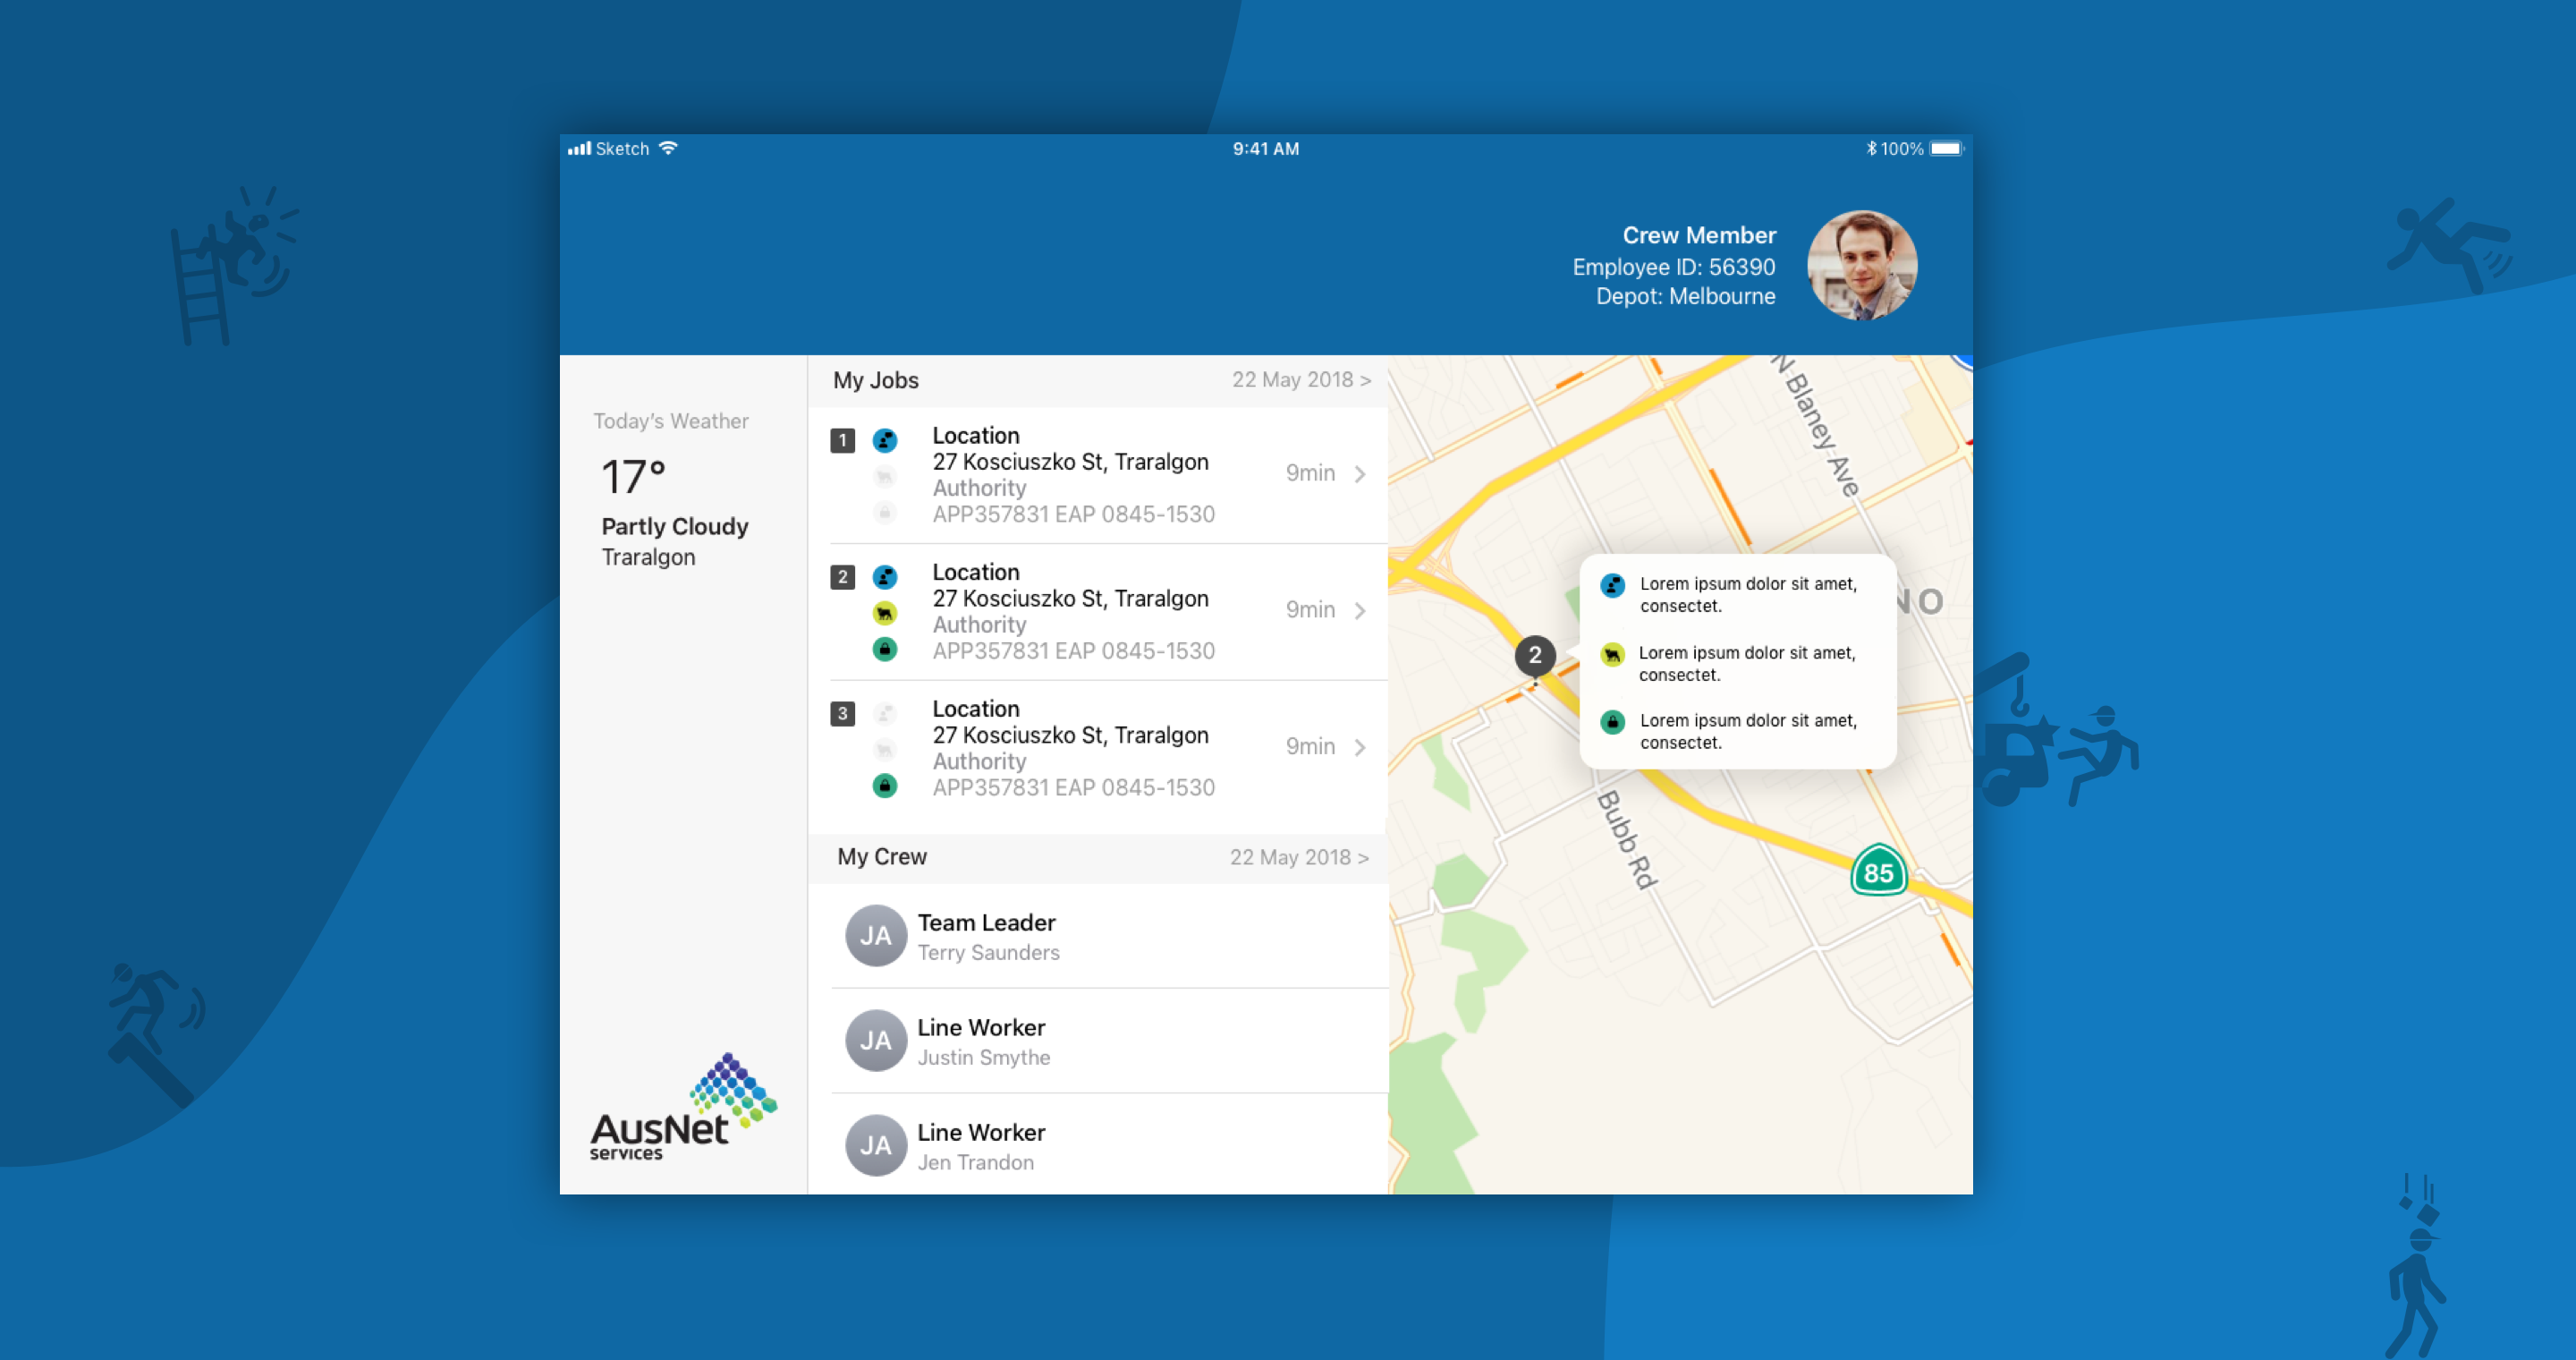 Sketch
9:41 AM
100%
Crew Member
Employee ID: 56390
Depot: Melbourne
Today's Weather
17°
Partly Cloudy
Traralgon
AusNet
services
My Jobs
22 May 2018 >
1
Location
27 Kosciuszko St, Traralgon
Authority
APP357831 EAP 0845-1530
9min
2
Location
27 Kosciuszko St, Traralgon
Authority
APP357831 EAP 0845-1530
9min
3
Location
27 Kosciuszko St, Traralgon
Authority
APP357831 EAP 0845-1530
9min
My Crew
22 May 2018 >
JA
Team Leader
Terry Saunders
JA
Line Worker
Justin Smythe
JA
Line Worker
Jen Trandon
N Blaney Ave
NO
2
Lorem ipsum dolor sit amet,
consectet.
Lorem ipsum dolor sit amet,
consectet.
Lorem ipsum dolor sit amet,
consectet.
Bubb Rd
85